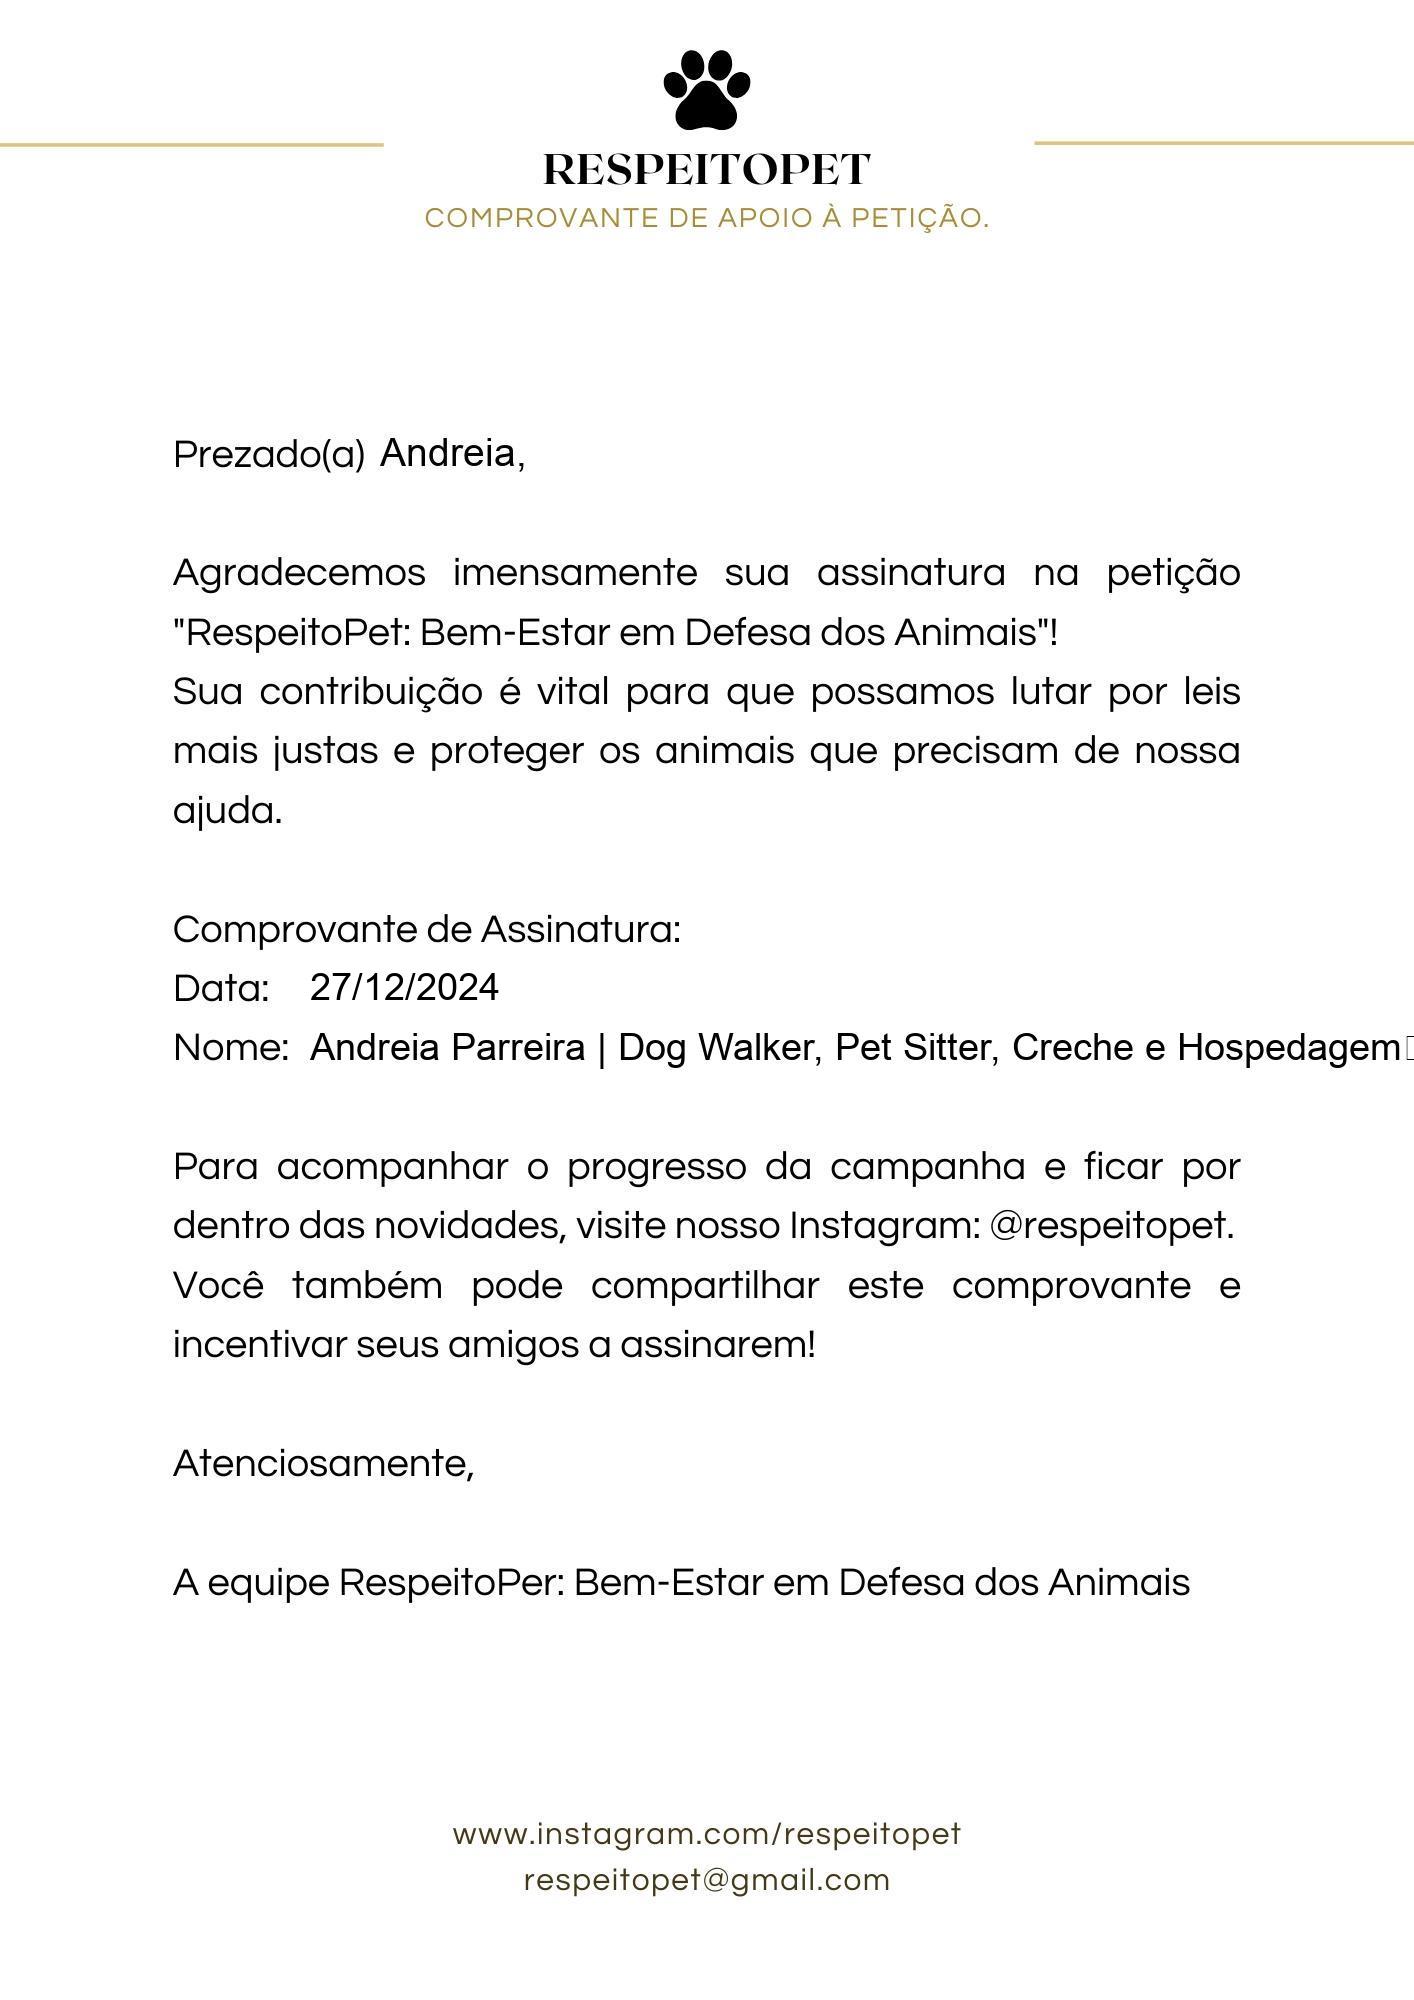 RESPEITOPET
COMPROVANTE DE APOIO À PETIÇÃO.
Prezado(a) Andreia,
Agradecemos imensamente sua assinatura na petição
"RespeitoPet: Bem-Estar em Defesa dos Animais"!
Sua contribuição é vital para que possamos lutar por leis
mais justas e proteger os animais que precisam de nossa
ajuda.
Comprovante de Assinatura:
Data: 27/12/2024
Nome: Andreia Parreira | Dog Walker, Pet Sitter, Creche e Hospedagem
Para acompanhar o progresso da campanha e ficar por
dentro das novidades, visite nosso Instagram: @respeitopet.
Você também pode compartilhar este comprovante e
incentivar seus amigos a assinarem!
Atenciosamente,
A equipe RespeitoPer: Bem-Estar em Defesa dos Animais
www.instagram.com/respeitopet
respeitopet@gmail.com